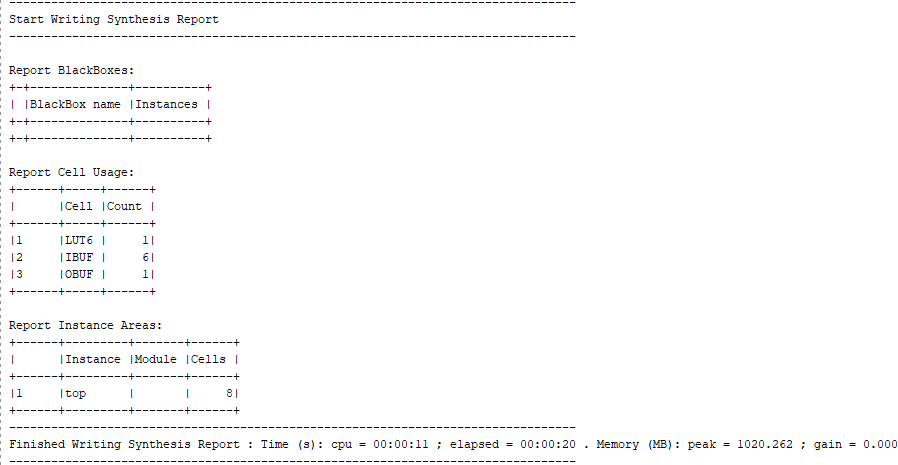 ---------------------------------------------------------------------------------
Start Writing Synthesis Report
---------------------------------------------------------------------------------

Report BlackBoxes:
+-+--------------+----------+
| |BlackBox name |Instances |
+-+--------------+----------+
+-+--------------+----------+

Report Cell Usage:
+------+-----+------+
|      |Cell |Count |
+------+-----+------+
|1     |LUT6 |     1|
|2     |IBUF |     6|
|3     |OBUF |     1|
+------+-----+------+

Report Instance Areas:
+------+---------+-------+------+
|      |Instance |Module |Cells |
+------+---------+-------+------+
|1     |top      |       |     8|
+------+---------+-------+------+
---------------------------------------------------------------------------------
Finished Writing Synthesis Report : Time (s): cpu = 00:00:11 ; elapsed = 00:00:20 . Memory (MB): peak = 1020.262 ; gain = 0.000
---------------------------------------------------------------------------------